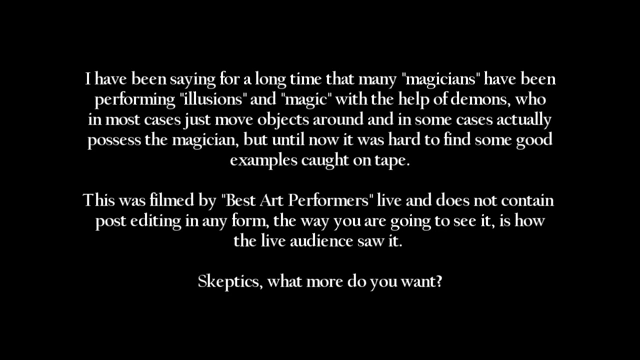 I have been saying for a long time that many "magicians" have been
performing "illusions" and "magic" with the help of demons, who
in most cases just move objects around and in some cases actually
possess the magician, but until now it was hard to find some good
examples caught on tape.
This was filmed by "Best Art Performers" live and does not contain
post editing in any form, the way you are going to see it, is how
the live audience saw it.
Skeptics, what more do you want?